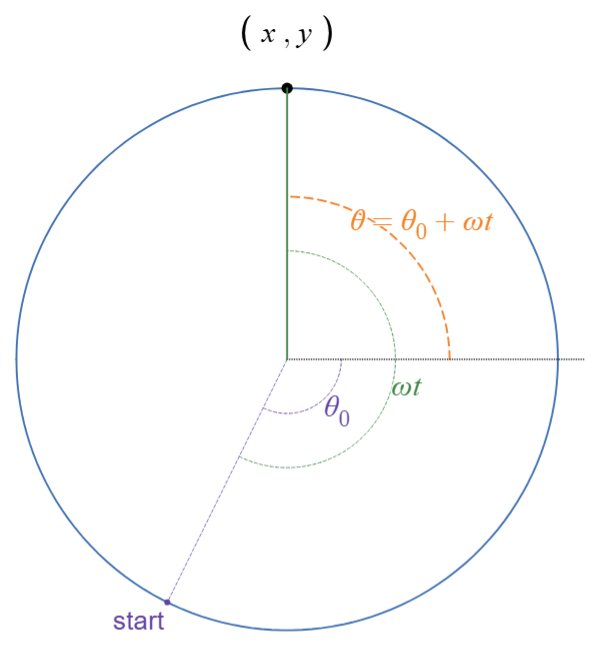 ( x , y )
θ = θ₀ + ωt
ωt
θ₀
start